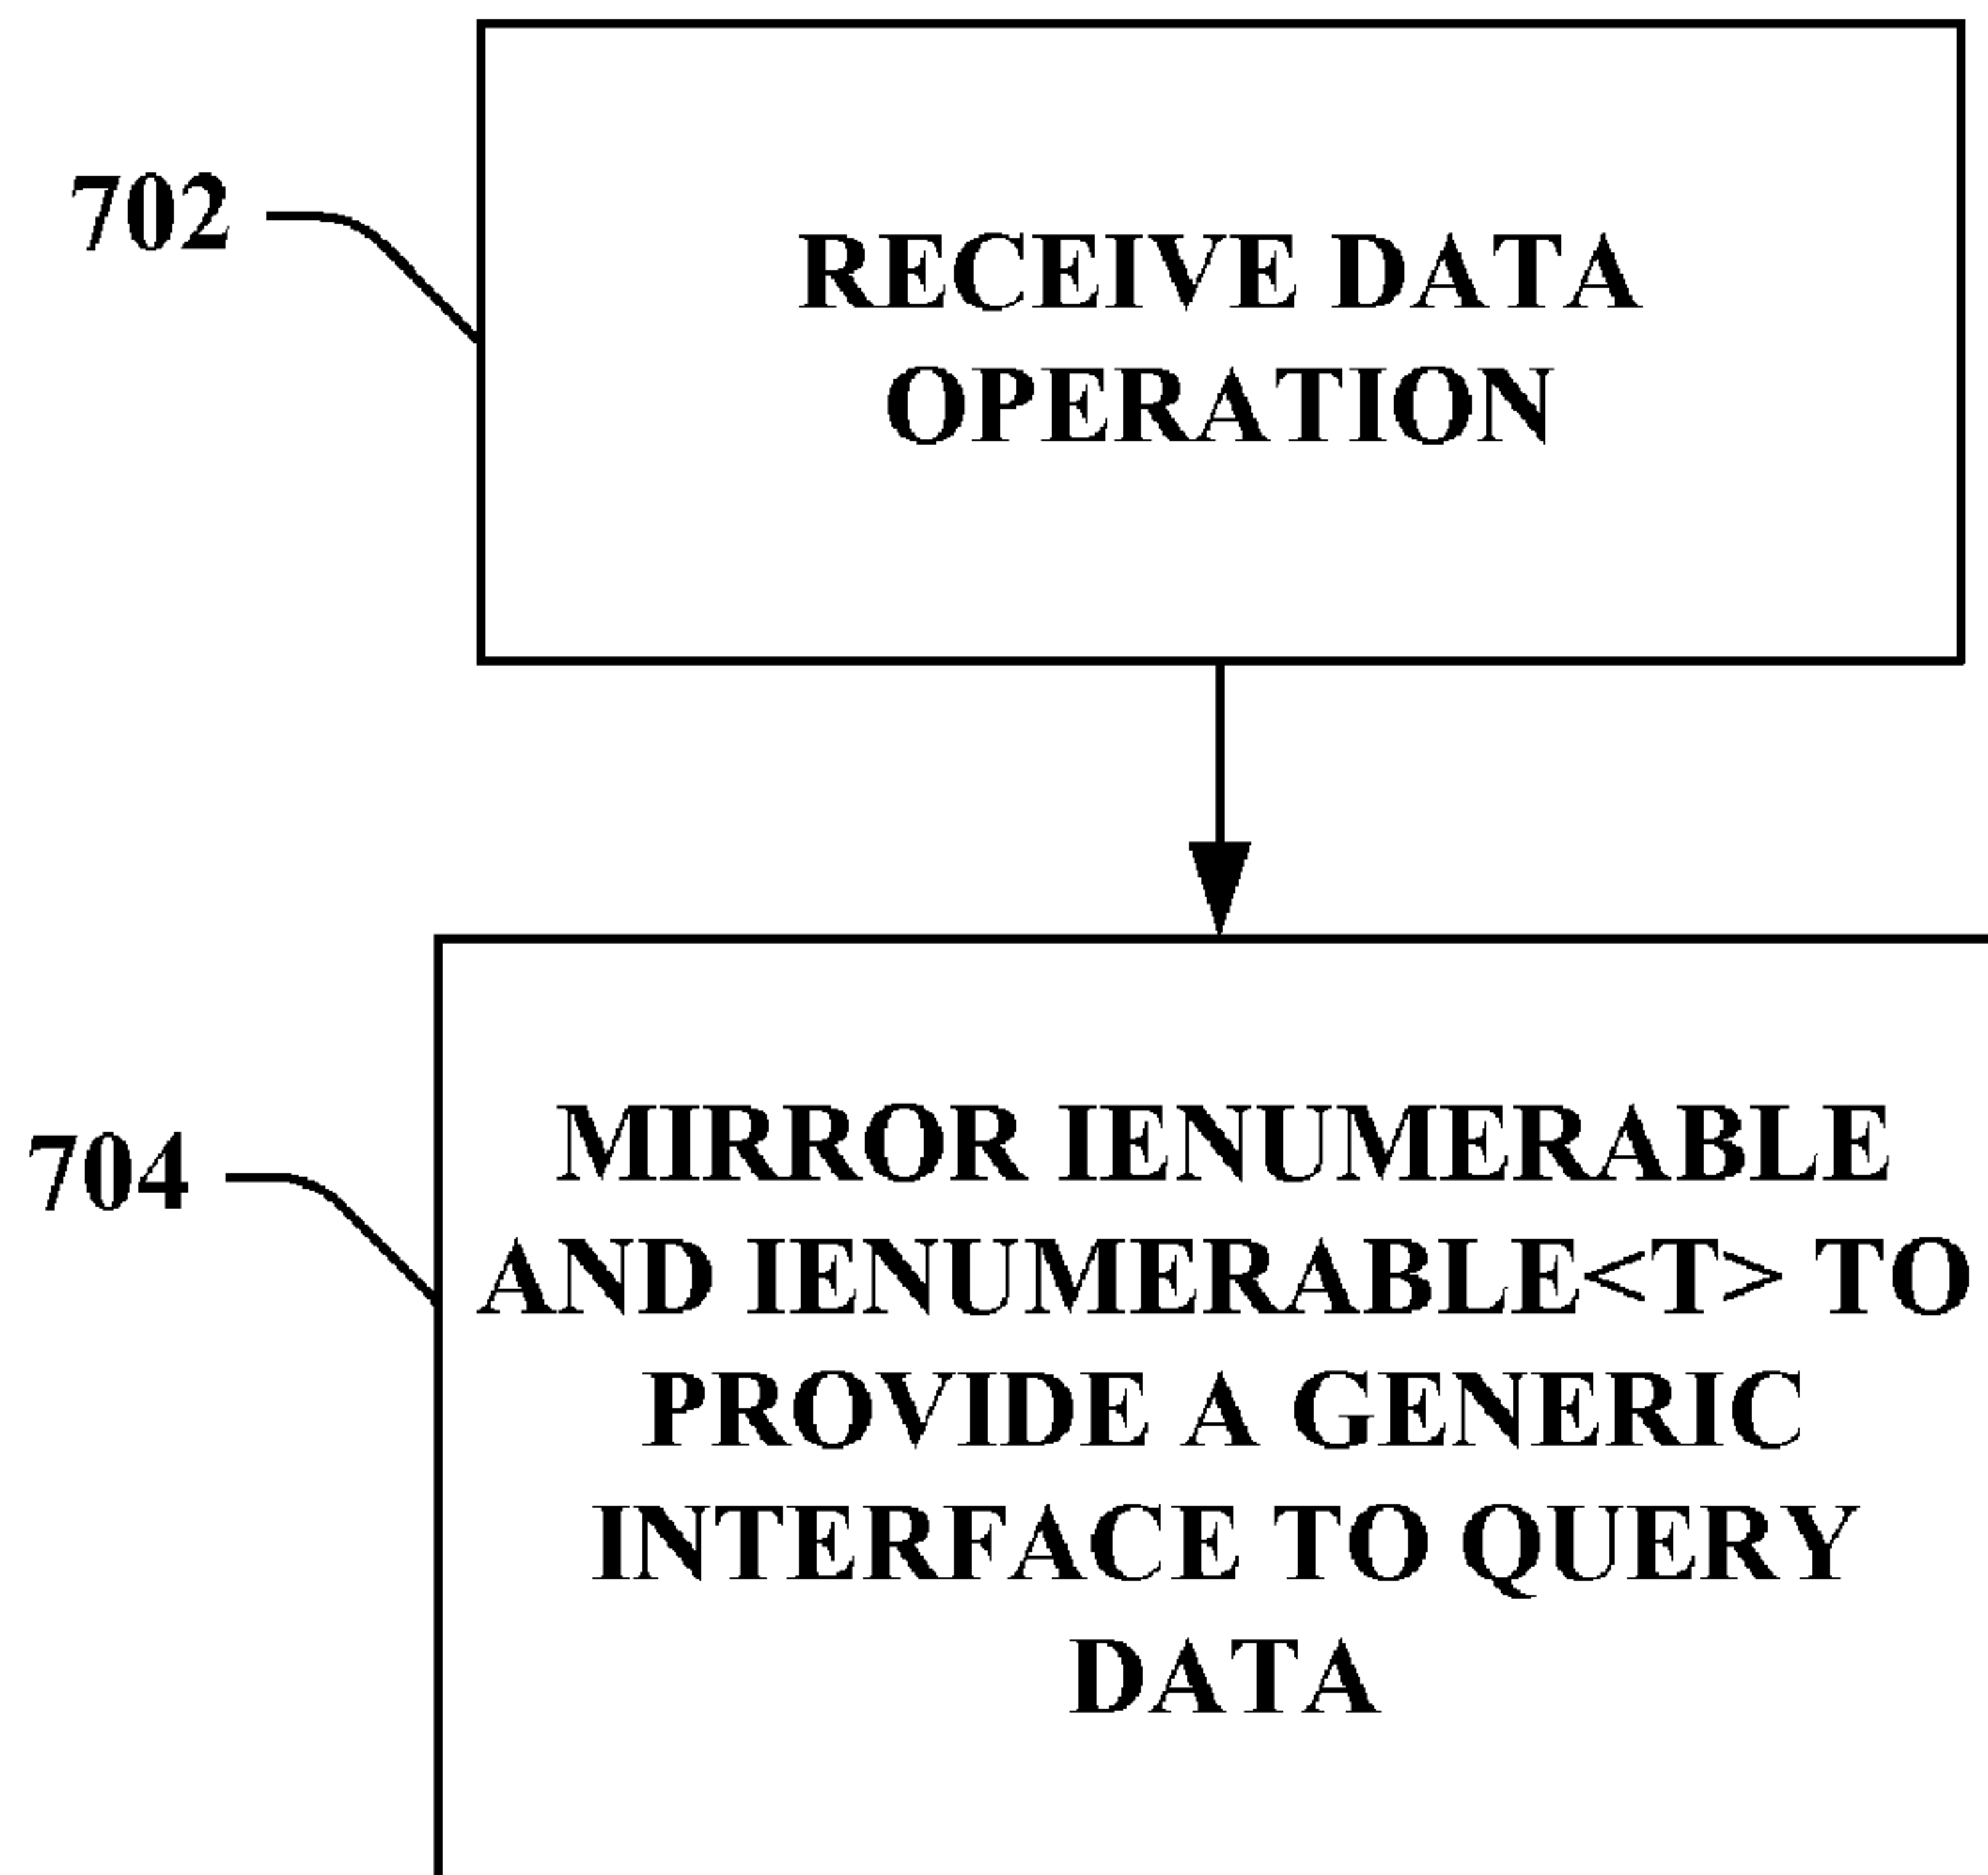 702
RECEIVE DATA
OPERATION
704
MIRROR IENUMERABLE
AND IENUMERABLE<T> TO
PROVIDE A GENERIC
INTERFACE TO QUERY
DATA